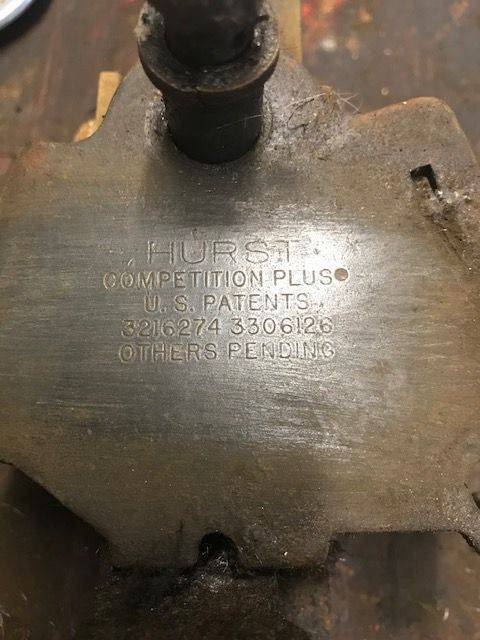 HURST
COMPETITION PLUS®
U. S. PATENTS
3216274 3306126
OTHERS PENDING